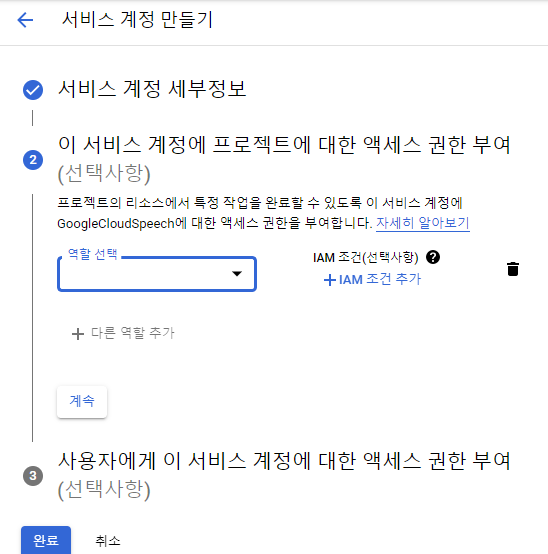 서비스 계정 만들기
서비스 계정 세부정보
2 이 서비스 계정에 프로젝트에 대한 액세스 권한 부여
(선택사항)
프로젝트의 리소스에서 특정 작업을 완료할 수 있도록 이 서비스 계정에
GoogleCloudSpeech에 대한 액세스 권한을 부여합니다. 자세히 알아보기
역할 선택
IAM 조건(선택사항) ?
+ IAM 조건 추가
+ 다른 역할 추가
계속
3 사용자에게 이 서비스 계정에 대한 액세스 권한 부여
(선택사항)
완료 취소